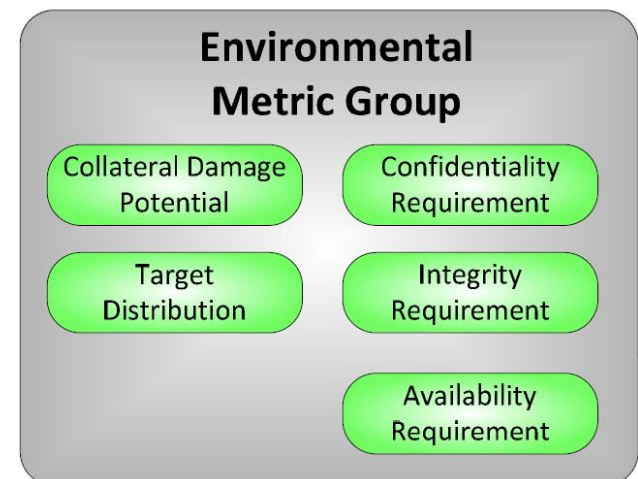 Environmental
Metric Group
Collateral Damage
Potential
Confidentiality
Requirement
Target
Distribution
Integrity
Requirement
Availability
Requirement